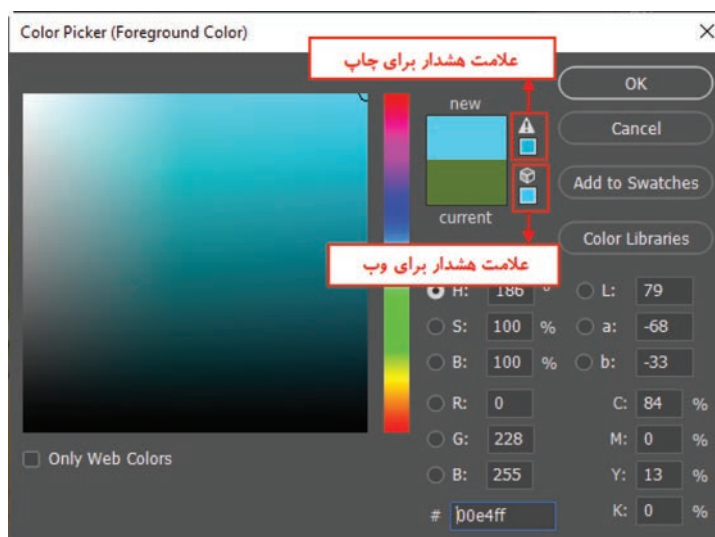 Color Picker (Foreground Color)
علامت هشدار برای چاپ
new
OK
Cancel
Add to Swatches
current
Color Libraries
علامت هشدار برای وب
H: 186 °
L: 79
S: 100 %
a: -68
B: 100 %
b: -33
R: 0
C: 84 %
G: 228
M: 0 %
Only Web Colors
B: 255
Y: 13 %
# 00e4ff
K: 0 %